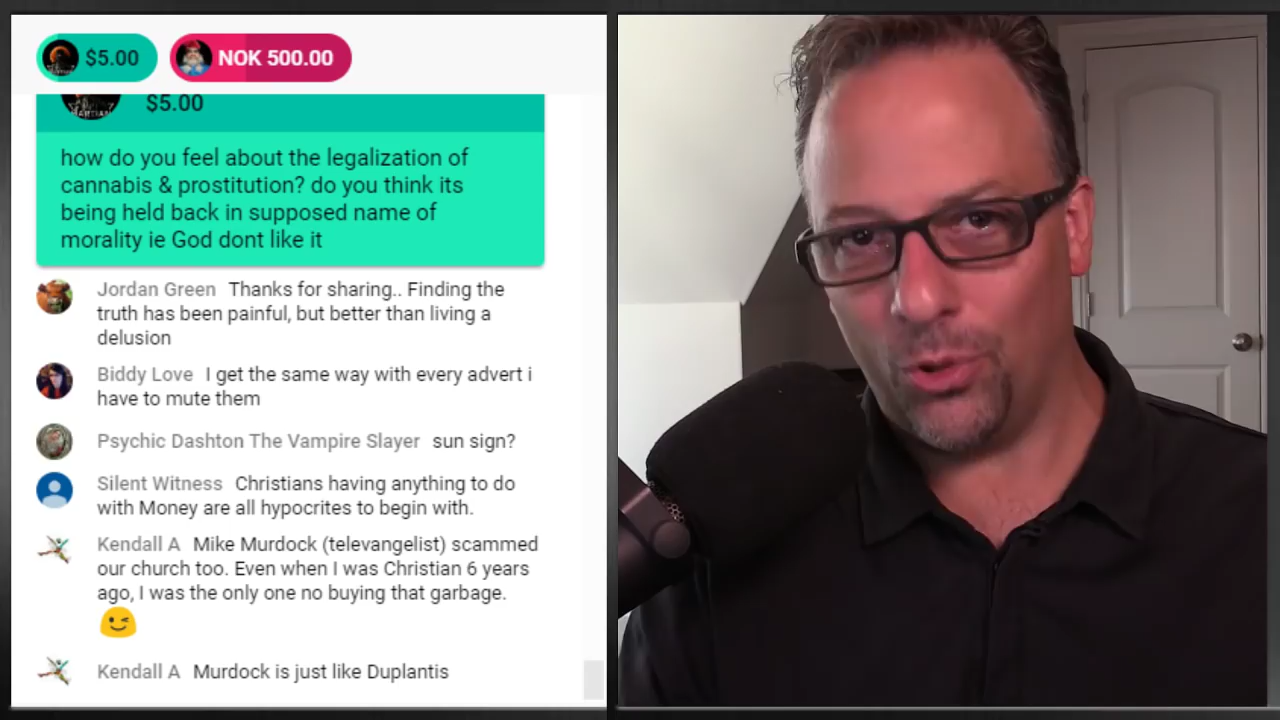 $5.00
NOK 500.00
$5.00
how do you feel about the legalization of
cannabis & prostitution? do you think its
being held back in supposed name of
morality ie God dont like it
Jordan Green Thanks for sharing.. Finding the
truth has been painful, but better than living a
delusion
Biddy Love I get the same way with every advert i
have to mute them
Psychic Dashton The Vampire Slayer sun sign?
Silent Witness Christians having anything to do
with Money are all hypocrites to begin with.
Kendall A Mike Murdock (televangelist) scammed
our church too. Even when I was Christian 6 years
ago, I was the only one no buying that garbage.
Kendall A Murdock is just like Duplantis